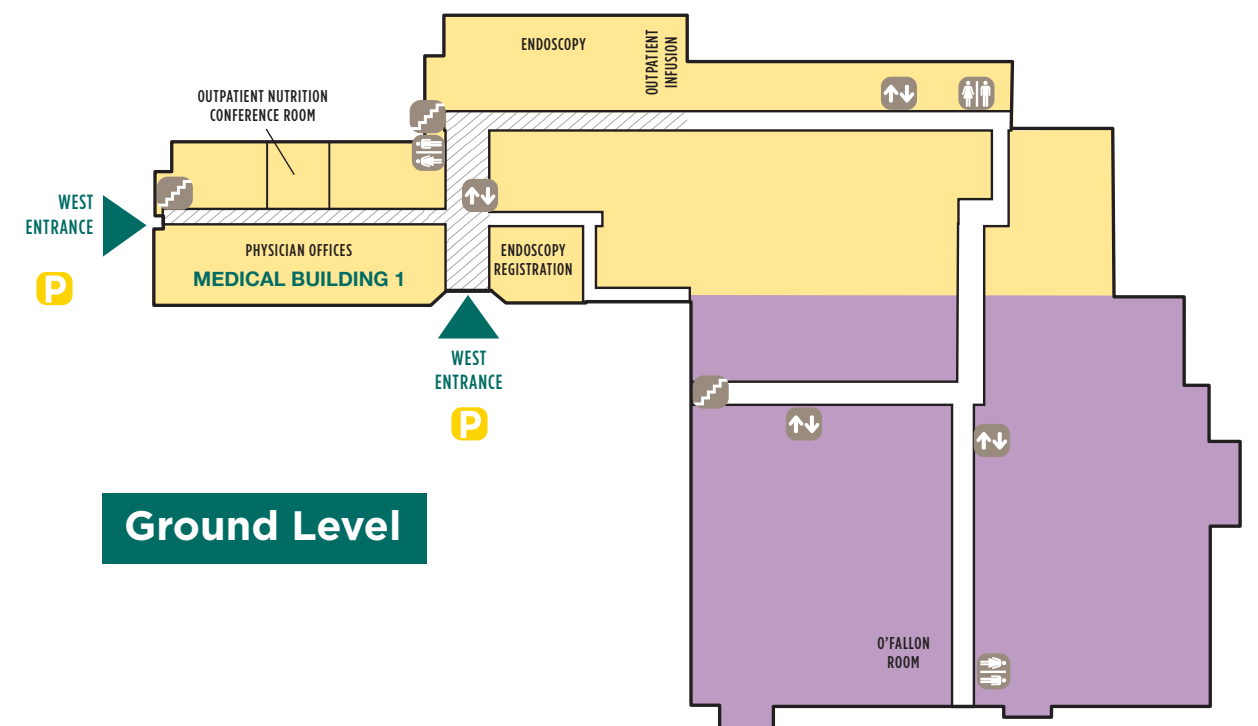 ENDOSCOPY
OUTPATIENT
INFUSION
OUTPATIENT NUTRITION
CONFERENCE ROOM
WEST
ENTRANCE
P
PHYSICIAN OFFICES
MEDICAL BUILDING 1
ENDOSCOPY
REGISTRATION
WEST
ENTRANCE
P
Ground Level
O'FALLON
ROOM